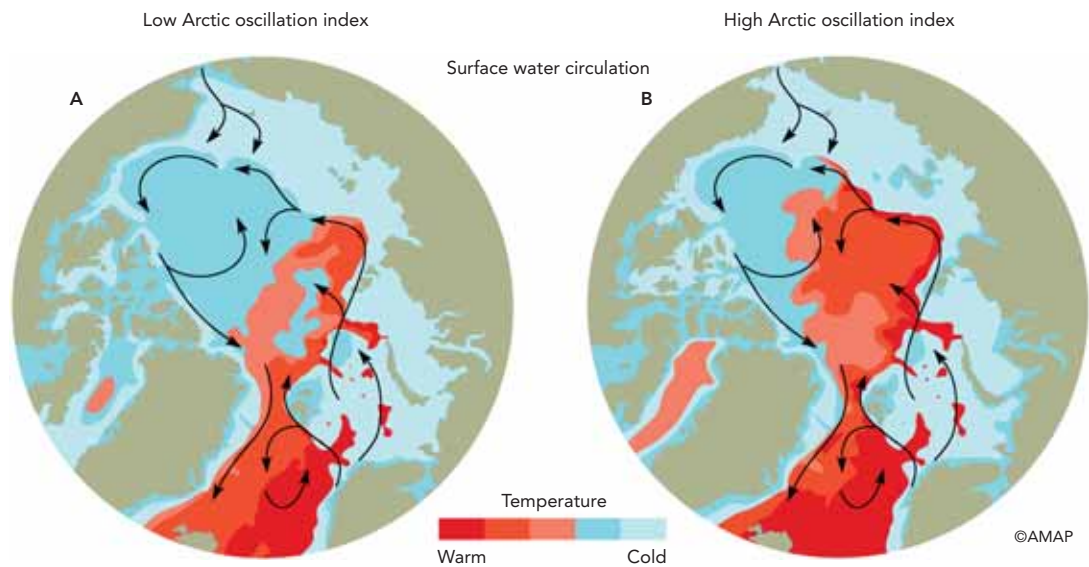 Low Arctic oscillation index
High Arctic oscillation index
Surface water circulation
A
B
Temperature
Warm
Cold
©AMAP